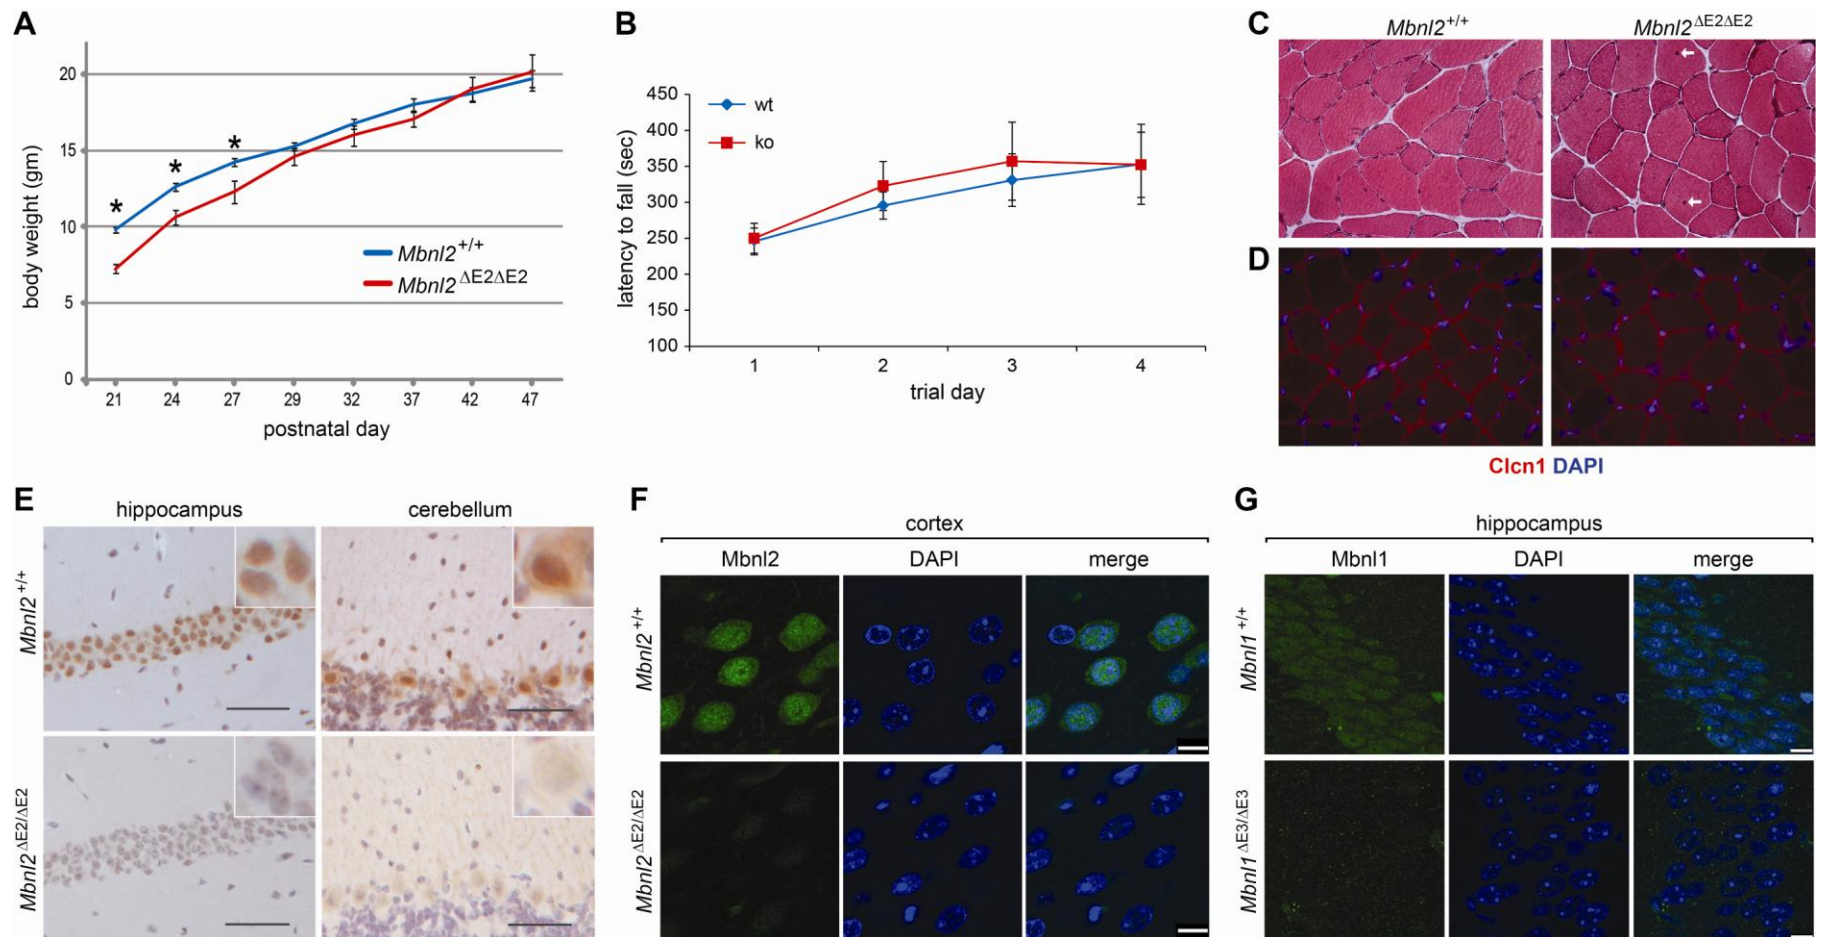 A
20
15
10
5
0
body weight (gm)
*
*
*
Mbnl2+/+
Mbnl2ΔE2ΔE2
21 24 27 29 32 37 42 47
postnatal day
B
450
400
350
300
250
200
150
100
latency to fall (sec)
wt
ko
1 2 3 4
trial day
C
Mbnl2+/+ Mbnl2ΔE2ΔE2
D
Clcn1 DAPI
E
hippocampus cerebellum
Mbnl2+/+
Mbnl2ΔE2/ΔE2
F
cortex
Mbnl2 DAPI merge
Mbnl2+/+
Mbnl2ΔE2/ΔE2
G
hippocampus
Mbnl1 DAPI merge
Mbnl1+/+
Mbnl1ΔE3/ΔE3